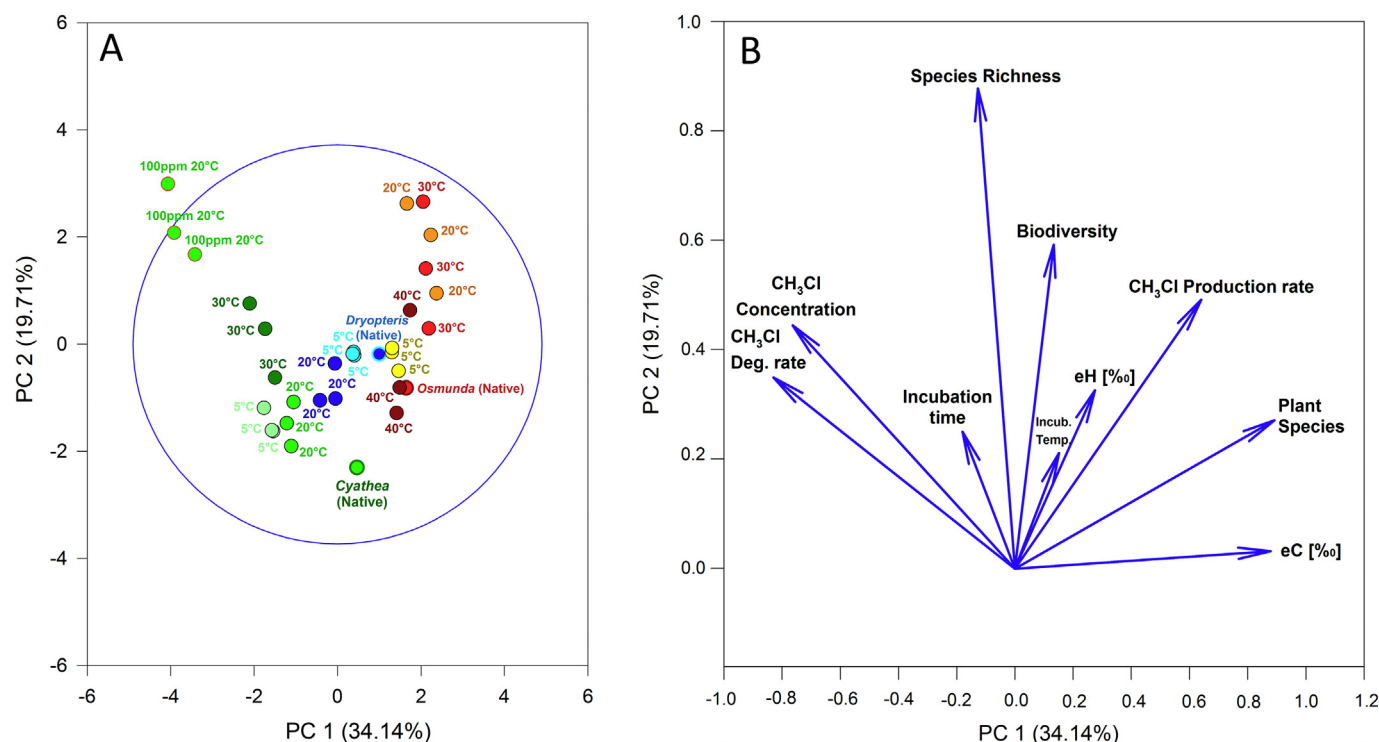 A
6
4
2
0
-2
-4
-6
-6
-4
-2
0
2
4
6
PC 2 (19.71%)
PC 1 (34.14%)
100ppm 20°C
100ppm 20°C
100ppm 20°C
20°C
30°C
20°C
30°C
20°C
40°C
30°C
30°C
30°C
30°C
Dryopteris
(Native)
5°C
5°C
5°C
5°C
5°C
5°C
20°C
20°C
20°C
20°C
20°C
20°C
5°C
5°C
40°C
40°C
Osmunda (Native)
Cyathea
(Native)
B
1.0
0.8
0.6
0.4
0.2
0.0
-1.0
-0.8
-0.6
-0.4
-0.2
0.0
0.2
0.4
0.6
0.8
1.0
1.2
PC 2 (19.71%)
PC 1 (34.14%)
Species Richness
Biodiversity
CH₃Cl
Concentration
CH₃Cl
Deg. rate
CH₃Cl Production rate
Incubation
time
Incub.
Temp.
eH [‰]
Plant
Species
eC [‰]